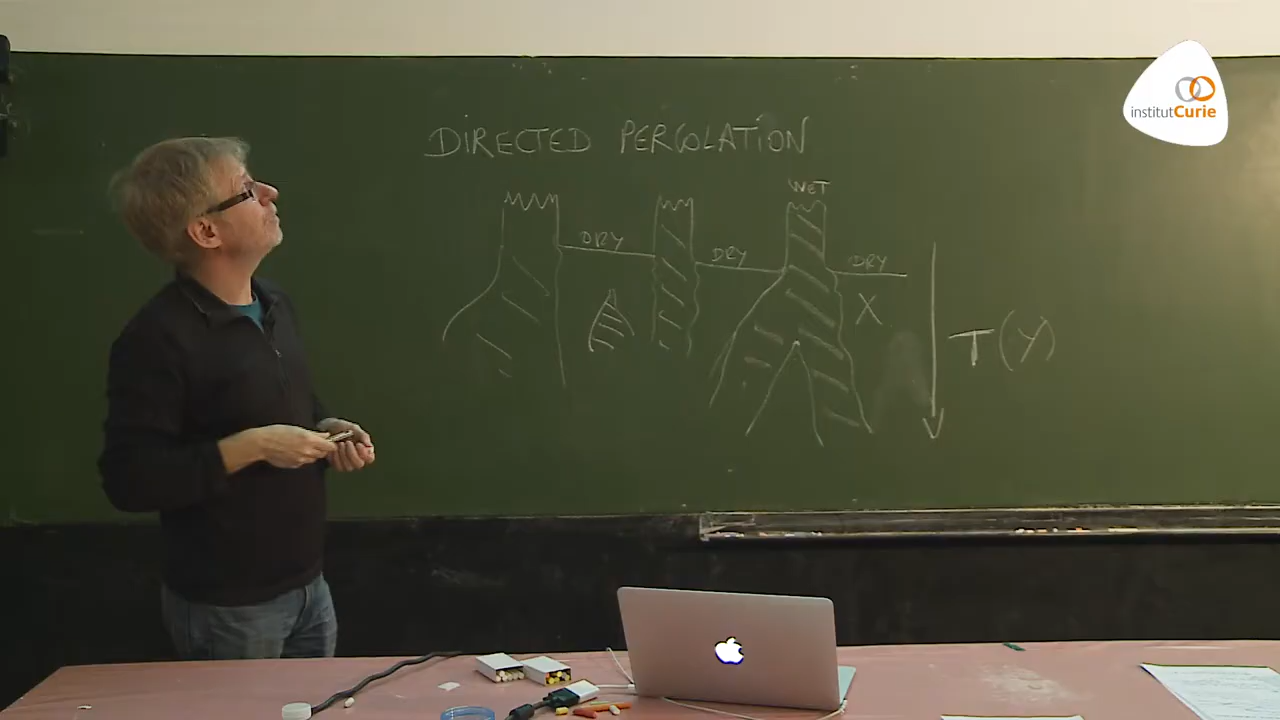 institutCurie
DIRECTED PERCOLATION
WET
DRY
DRY
DRY
X
T (Y)